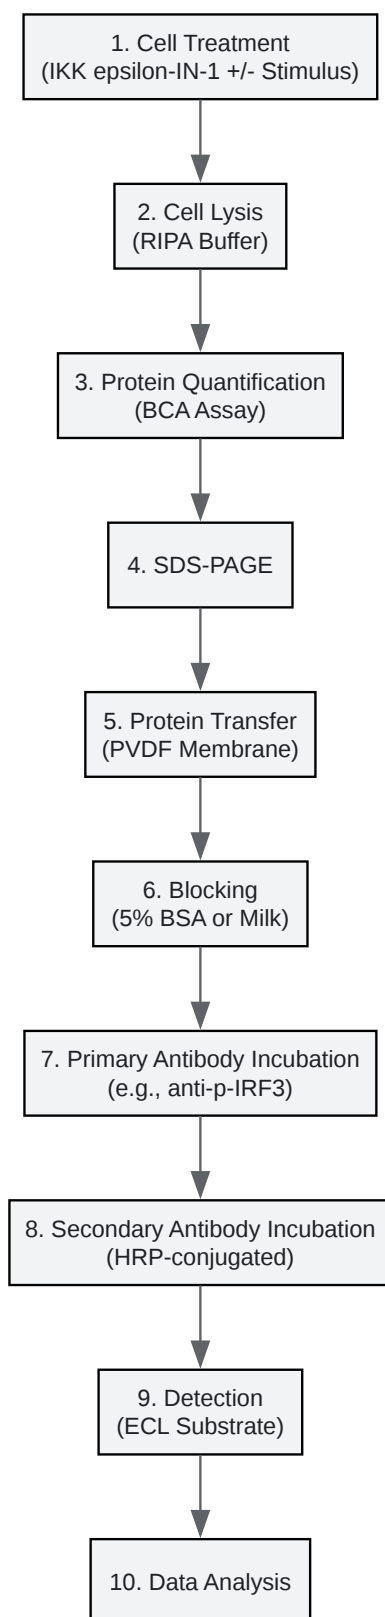 1. Cell Treatment
(IKK epsilon-IN-1 +/- Stimulus)
2. Cell Lysis
(RIPA Buffer)
3. Protein Quantification
(BCA Assay)
4. SDS-PAGE
5. Protein Transfer
(PVDF Membrane)
6. Blocking
(5% BSA or Milk)
7. Primary Antibody Incubation
(e.g., anti-p-IRF3)
8. Secondary Antibody Incubation
(HRP-conjugated)
9. Detection
(ECL Substrate)
10. Data Analysis